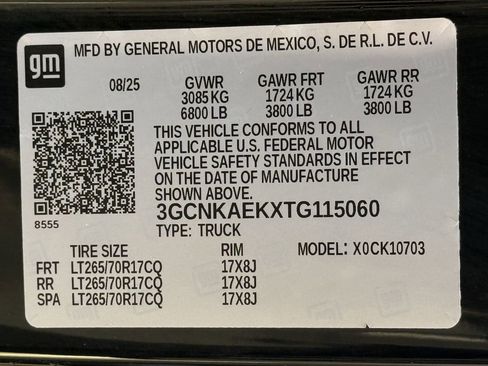 gm
MFD BY GENERAL MOTORS DE MEXICO, S. DE R.L. DE C.V.
08/25 GVWR GAWR FRT GAWR RR
3085 KG 1724 KG 1724 KG
6800 LB 3800 LB 3800 LB
THIS VEHICLE CONFORMS TO ALL
APPLICABLE U.S. FEDERAL MOTOR
VEHICLE SAFETY STANDARDS IN EFFECT
ON THE DATE OF MANUFACTURE
SHOWN ABOVE.
3GCNKAEKXTG115060
8555 TYPE: TRUCK
TIRE SIZE RIM MODEL: X0CK10703
FRT LT265/70R17CQ 17X8J
RR LT265/70R17CQ 17X8J
SPA LT265/70R17CQ 17X8J